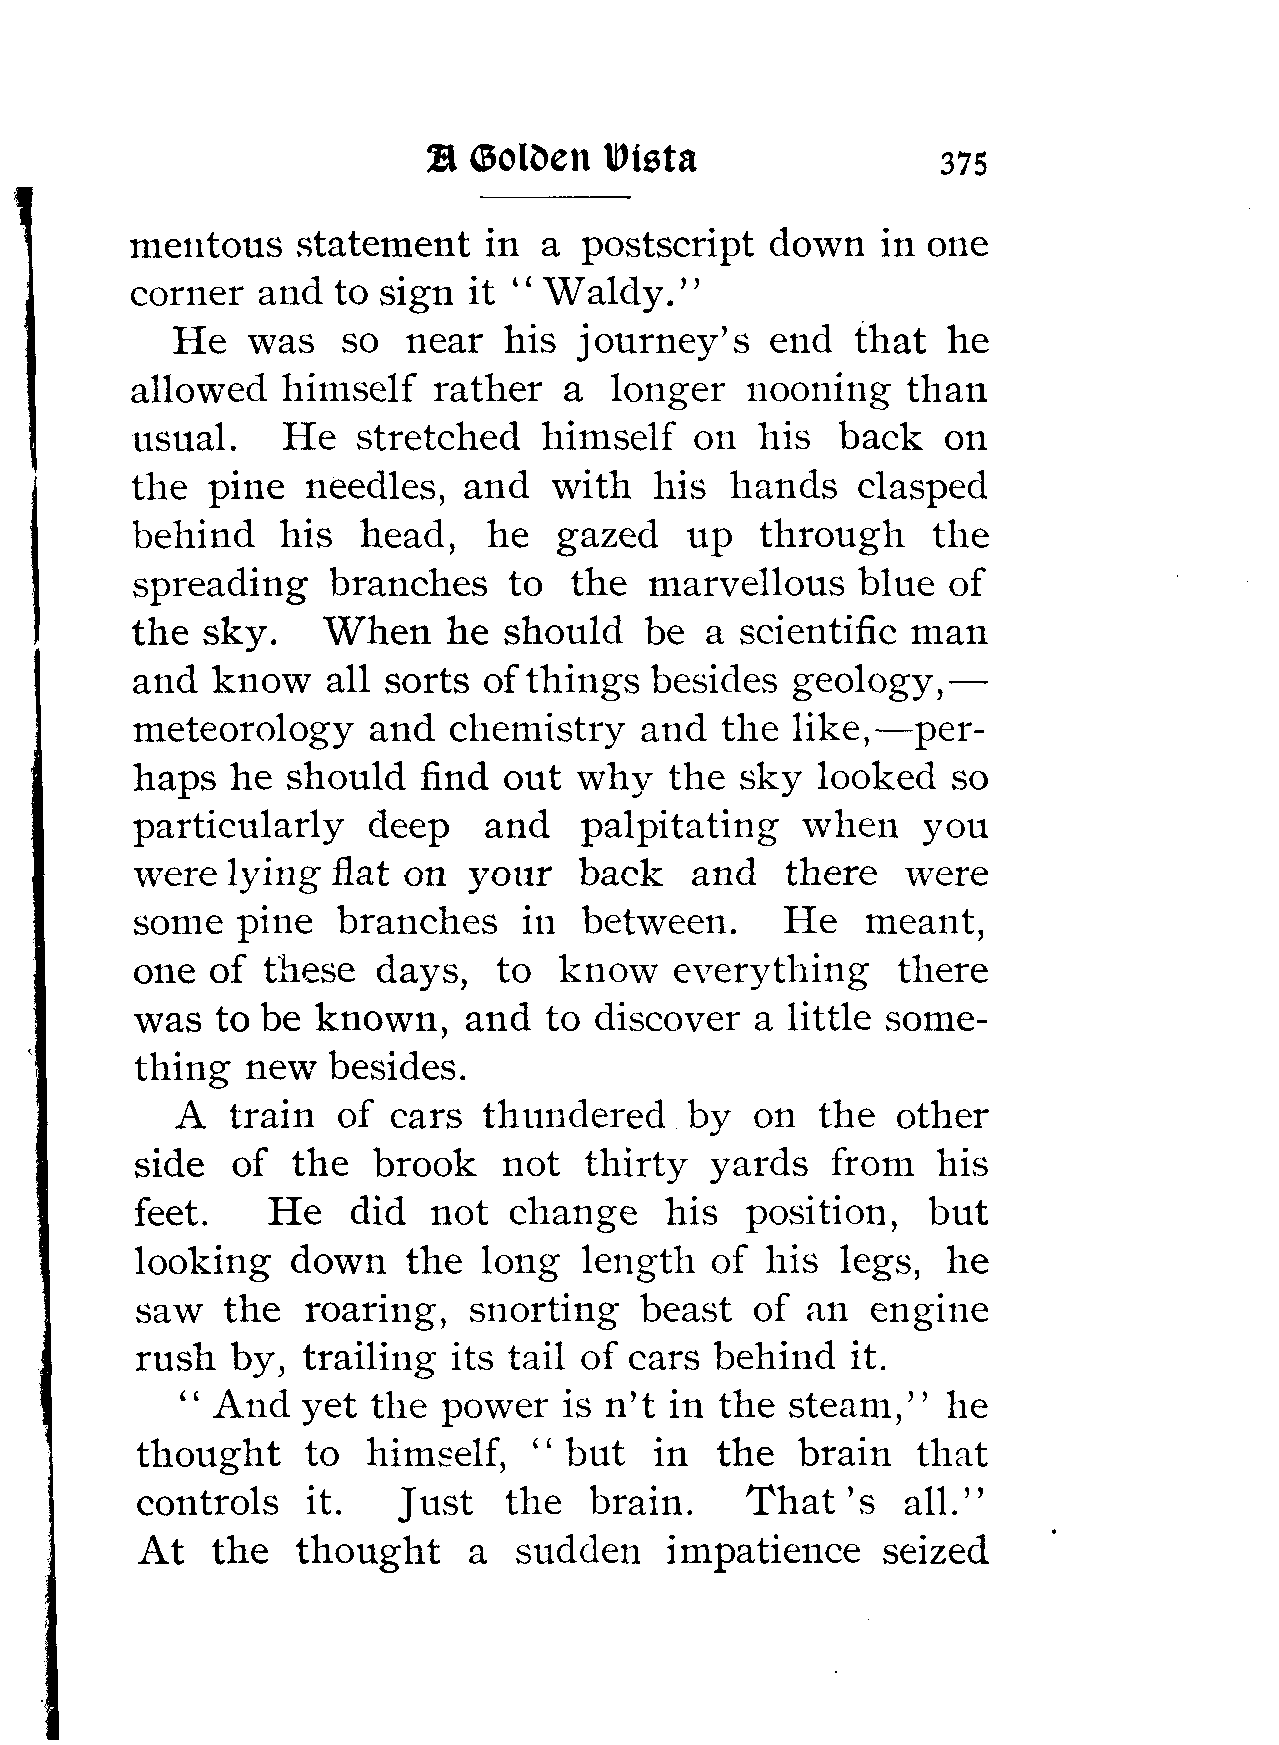 A Golden Vista 375
mentous statement in a postscript down in one
corner and to sign it "Waldy."
He was so near his journey's end that he
allowed himself rather a longer nooning than
usual. He stretched himself on his back on
the pine needles, and with his hands clasped
behind his head, he gazed up through the
spreading branches to the marvellous blue of
the sky. When he should be a scientific man
and know all sorts of things besides geology,—
meteorology and chemistry and the like,—per-
haps he should find out why the sky looked so
particularly deep and palpitating when you
were lying flat on your back and there were
some pine branches in between. He meant,
one of these days, to know everything there
was to be known, and to discover a little some-
thing new besides.
A train of cars thundered by on the other
side of the brook not thirty yards from his
feet. He did not change his position, but
looking down the long length of his legs, he
saw the roaring, snorting beast of an engine
rush by, trailing its tail of cars behind it.
"And yet the power is n't in the steam," he
thought to himself, "but in the brain that
controls it. Just the brain. That 's all."
At the thought a sudden impatience seized